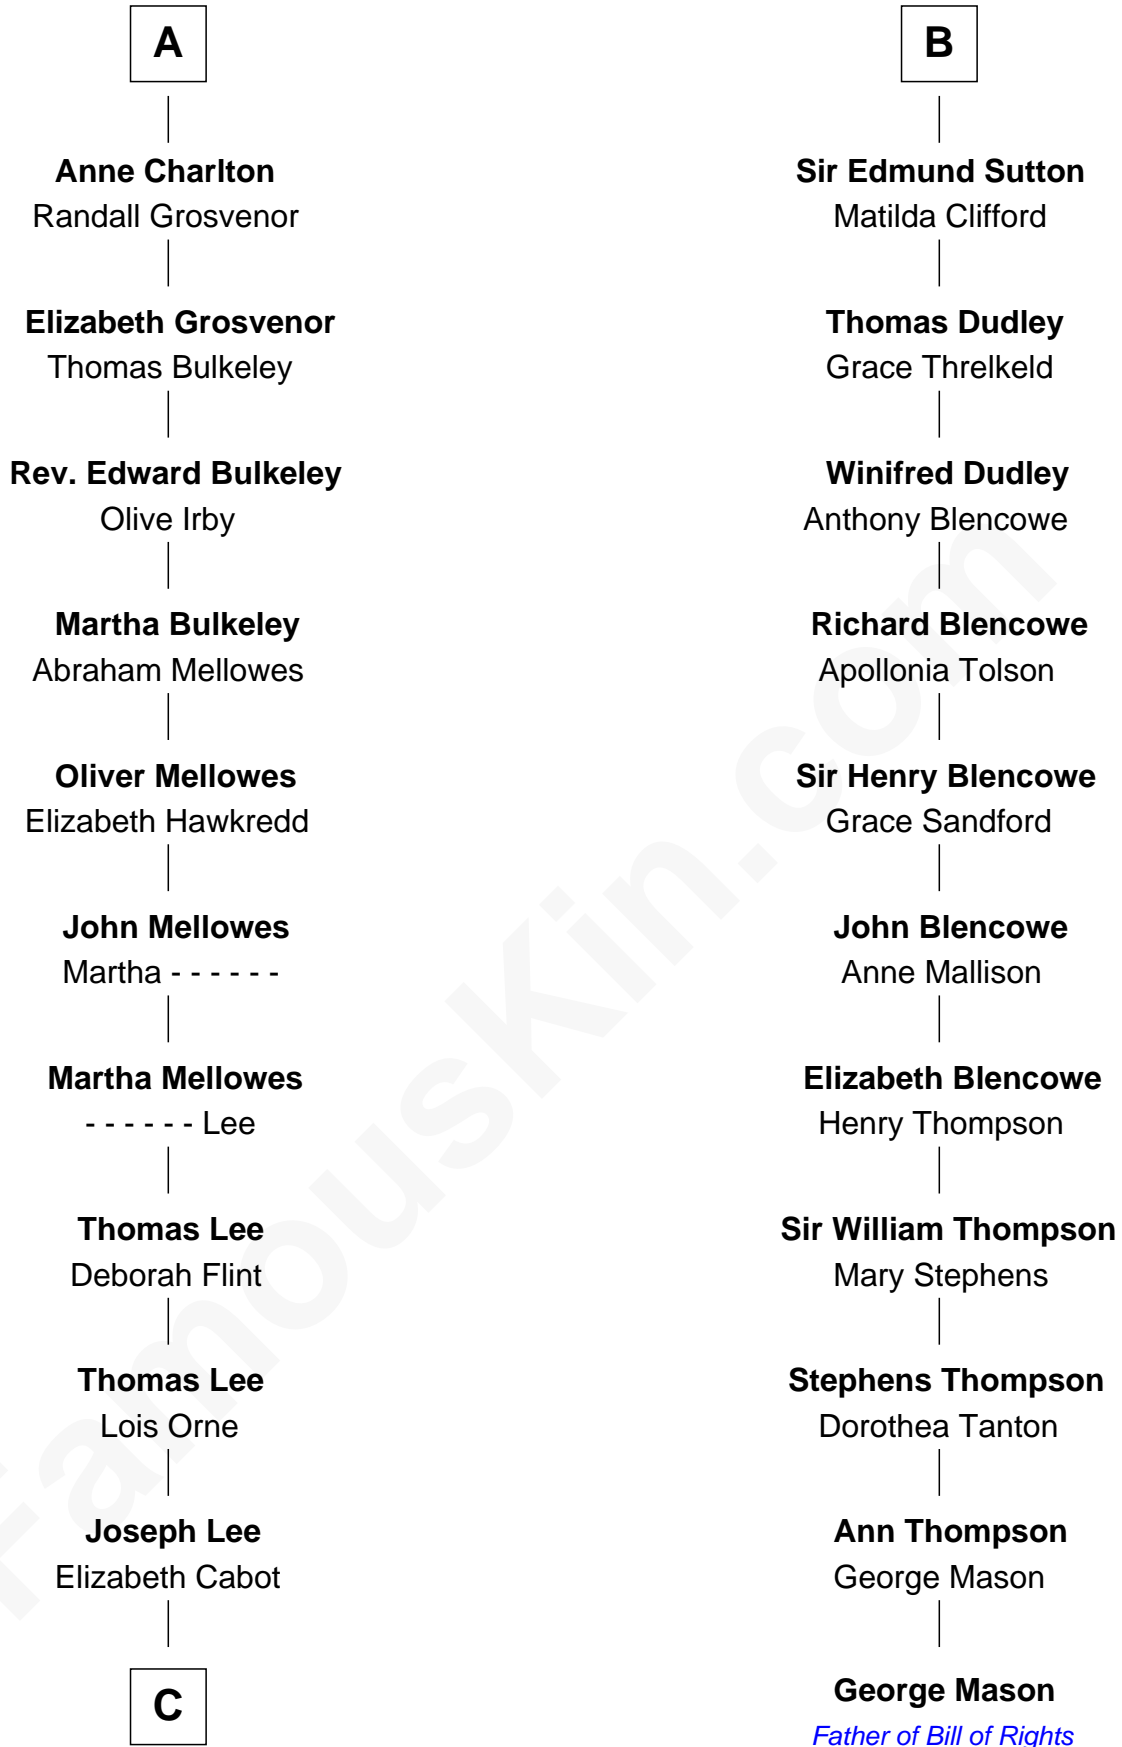 A
Anne Charlton
Randall Grosvenor
Elizabeth Grosvenor
Thomas Bulkeley
Rev. Edward Bulkeley
Olive Irby
Martha Bulkeley
Abraham Mellowes
Oliver Mellowes
Elizabeth Hawkredd
John Mellowes
Martha - - - - - -
Martha Mellowes
- - - - - - Lee
Thomas Lee
Deborah Flint
Thomas Lee
Lois Orne
Joseph Lee
Elizabeth Cabot
C
B
Sir Edmund Sutton
Matilda Clifford
Thomas Dudley
Grace Threlkeld
Winifred Dudley
Anthony Blencowe
Richard Blencowe
Apollonia Tolson
Sir Henry Blencowe
Grace Sandford
John Blencowe
Anne Mallison
Elizabeth Blencowe
Henry Thompson
Sir William Thompson
Mary Stephens
Stephens Thompson
Dorothea Tanton
Ann Thompson
George Mason
George Mason
Father of Bill of Rights
FamousKin.com